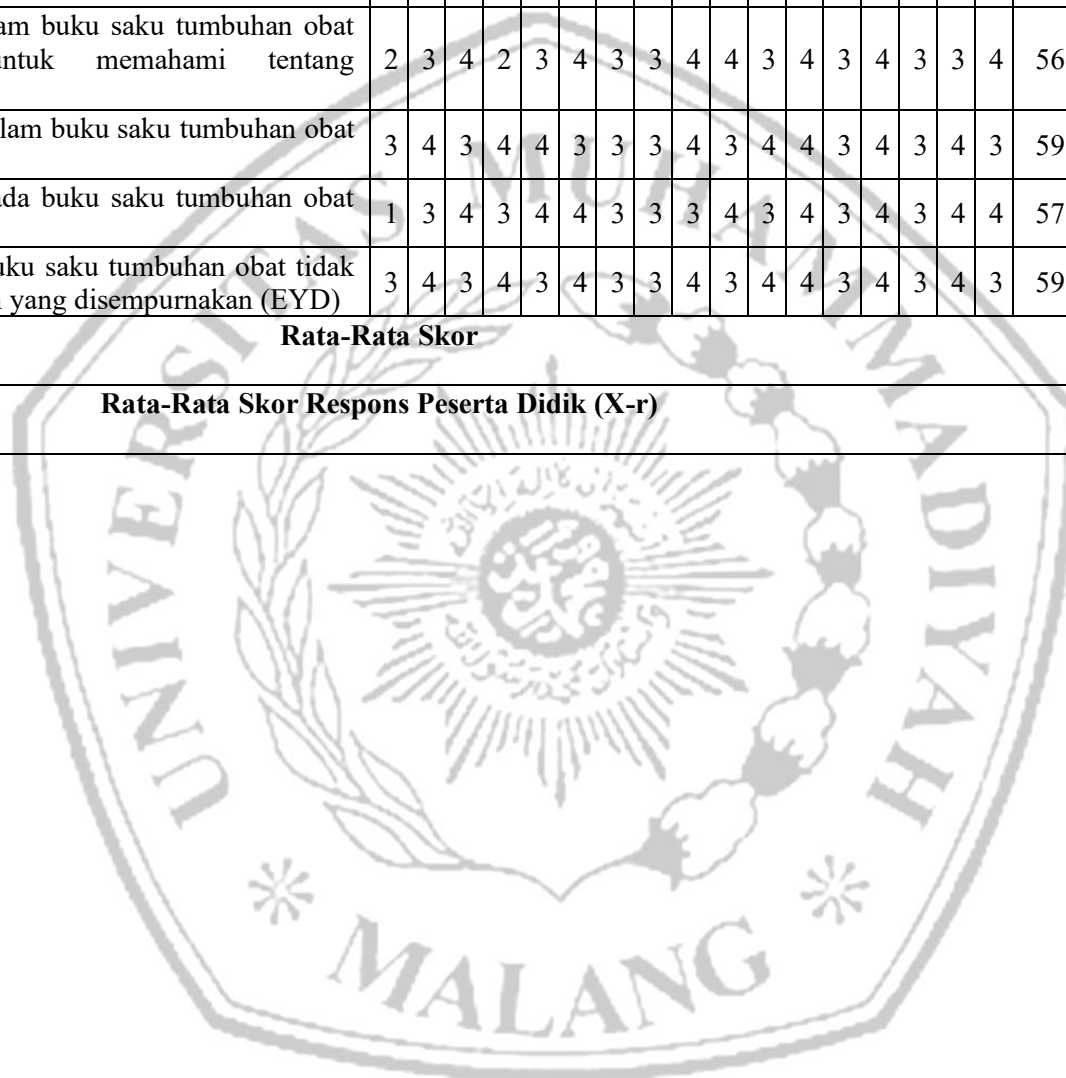 am buku saku tumbuhan obat
untuk memahami tentang
2 3 4 2 3 4 3 3 4 4 3 4 3 4 3 3 4 56
lam buku saku tumbuhan obat
3 4 3 4 4 3 3 3 4 3 4 4 3 4 3 4 3 59
ada buku saku tumbuhan obat
1 3 4 3 4 4 3 3 3 4 3 4 3 4 3 4 4 57
uku saku tumbuhan obat tidak
yang disempurnakan (EYD)
3 4 3 4 3 4 3 3 4 3 4 4 3 4 3 4 3 59
Rata-Rata Skor
Rata-Rata Skor Respons Peserta Didik (X-r)
UNIVERSITAS MUHAMMADIYAH
MALANG